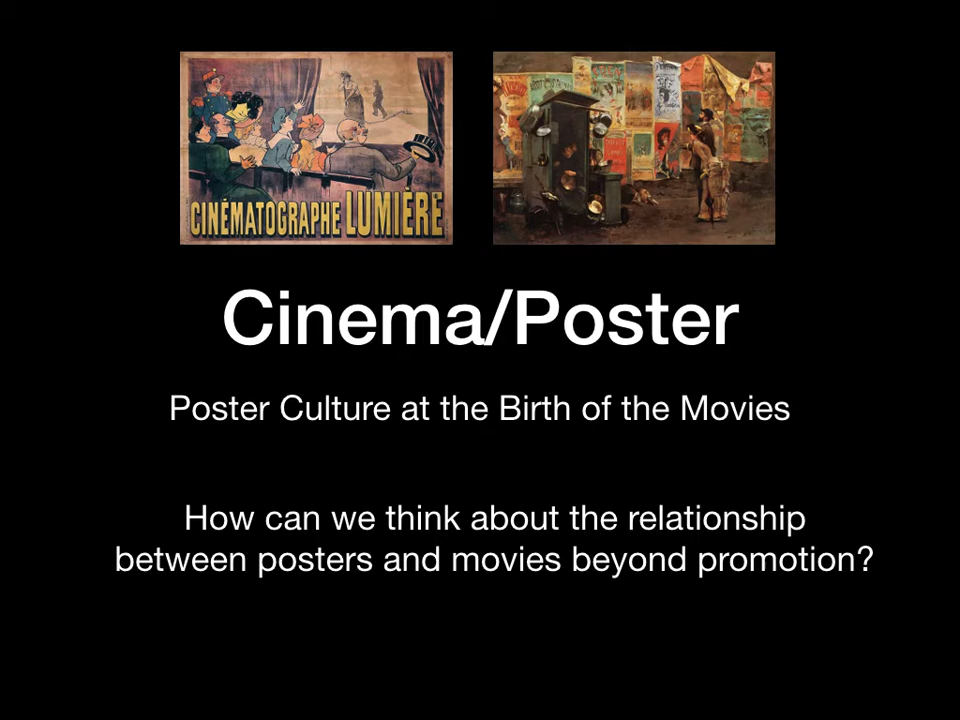 CINÉMATOGRAPHE LUMIÈRE
Cinema/Poster
Poster Culture at the Birth of the Movies
How can we think about the relationship
between posters and movies beyond promotion?